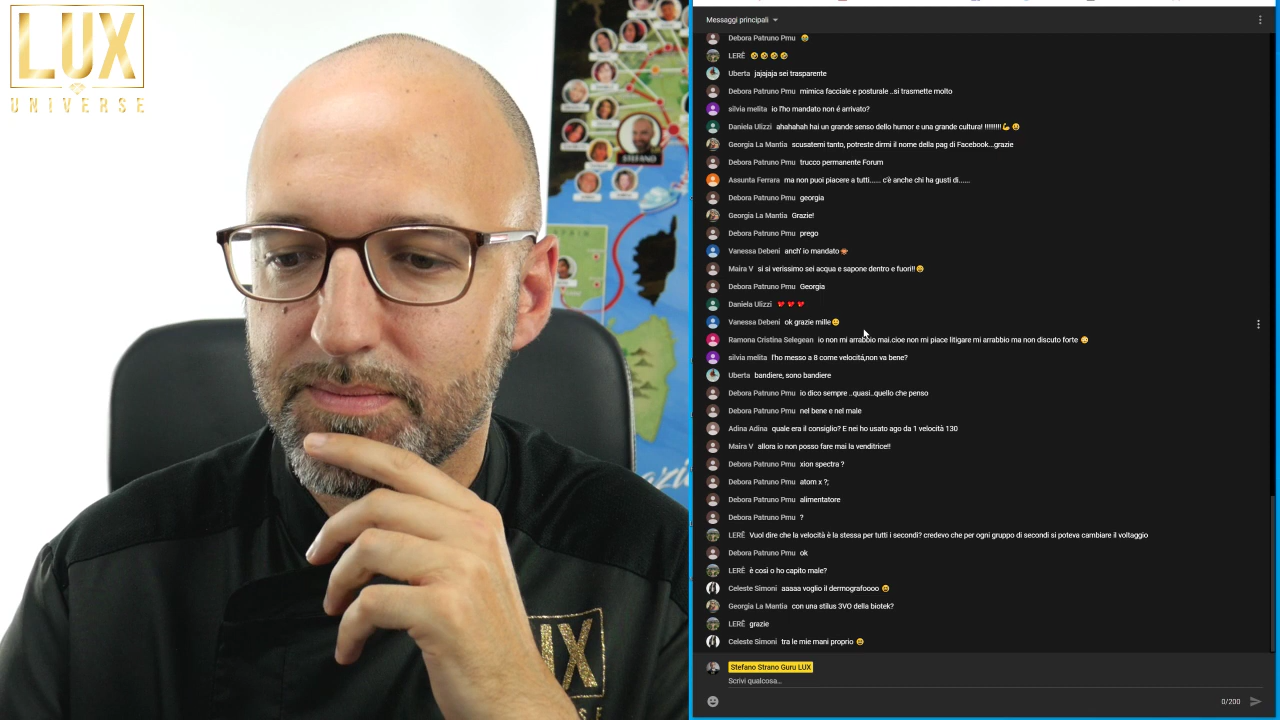 LUX
UNIVERSE
STEFANO
LUX
Messaggi principali
Debora Patruno Pmu
LERÊ
Uberta jajajaja sei trasparente
Debora Patruno Pmu mimica facciale e posturale ..si trasmette molto
silvia melita io l'ho mandato non é arrivato?
Daniela Ulizzi ahahahah hai un grande senso dello humor e una grande cultura! !!!!!!!!!
Georgia La Mantia scusatemi tanto, potreste dirmi il nome della pag di Facebook...grazie
Debora Patruno Pmu trucco permanente Forum
Assunta Ferrara ma non puoi piacere a tutti...... c'è anche chi ha gusti di......
Debora Patruno Pmu georgia
Georgia La Mantia Grazie!
Debora Patruno Pmu prego
Vanessa Debeni anch' io mandato
Maira V si si verissimo sei acqua e sapone dentro e fuori!!
Debora Patruno Pmu Georgia
Daniela Ulizzi
Vanessa Debeni ok grazie mille
Ramona Cristina Selegean io non mi arrabbio mai.cioe non mi piace litigare mi arrabbio ma non discuto forte
silvia melita l'ho messo a 8 come velocitá,non va bene?
Uberta bandiere, sono bandiere
Debora Patruno Pmu io dico sempre ..quasi..quello che penso
Debora Patruno Pmu nel bene e nel male
Adina Adina quale era il consiglio? E nei ho usato ago da 1 velocità 130
Maira V allora io non posso fare mai la venditrice!!
Debora Patruno Pmu xion spectra ?
Debora Patruno Pmu atom x ?;
Debora Patruno Pmu alimentatore
Debora Patruno Pmu ?
LERÊ Vuol dire che la velocità è la stessa per tutti i secondi? credevo che per ogni gruppo di secondi si poteva cambiare il voltaggio
Debora Patruno Pmu ok
LERÊ è così o ho capito male?
Celeste Simoni aaaaa voglio il dermografoooo
Georgia La Mantia con una stilus 3VO della biotek?
LERÊ grazie
Celeste Simoni tra le mie mani proprio
Stefano Strano Guru LUX
Scrivi qualcosa...
0/200